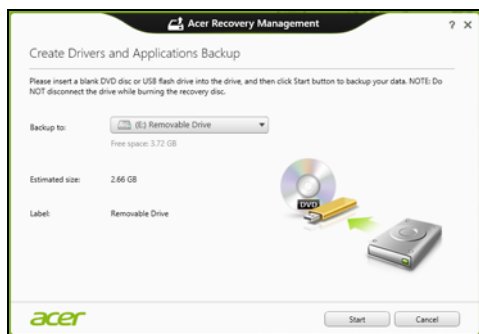 Acer Recovery Management
? ×
Create Drivers and Applications Backup
Please insert a blank DVD disc or USB flash drive into the drive, and then click Start button to backup your data. NOTE: Do
NOT disconnect the drive while burning the recovery disc.
Backup to: (E:) Removable Drive
Free space: 3.72 GB
Estimated size: 2.66 GB
Label: Removable Drive
DVD
acer Start Cancel